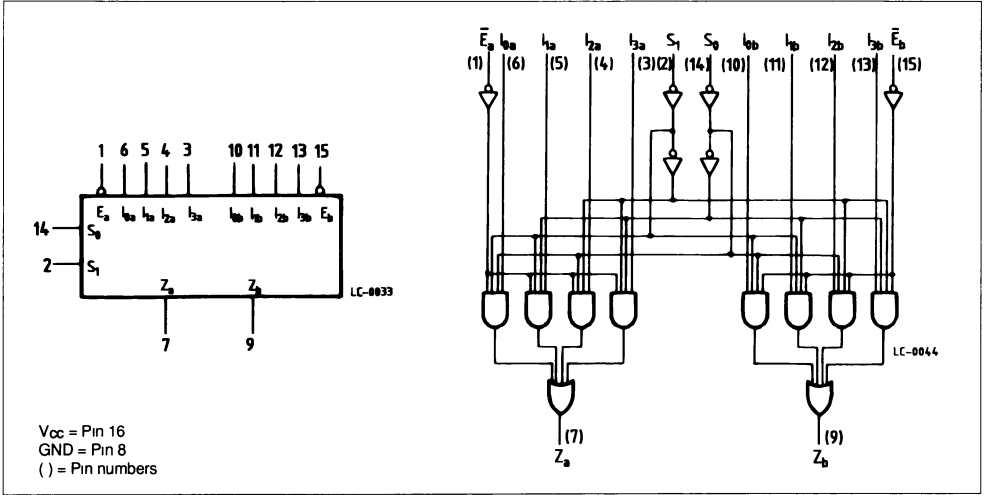 1 6 5 4 3 10 11 12 13 15
Ea I0a I1a I2a I3a I0b I1b I2b I3b Eb
14 S0
2 S1
Za Zb
LC-0033
7 9
VCC = Pin 16
GND = Pin 8
( ) = Pin numbers
Ēa I0a I1a I2a I3a S1 S0 I0b I1b I2b I3b Ēb
(1) (6) (5) (4) (3) (2) (14) (10) (11) (12) (13) (15)
LC-0044
(7) (9)
Za Zb